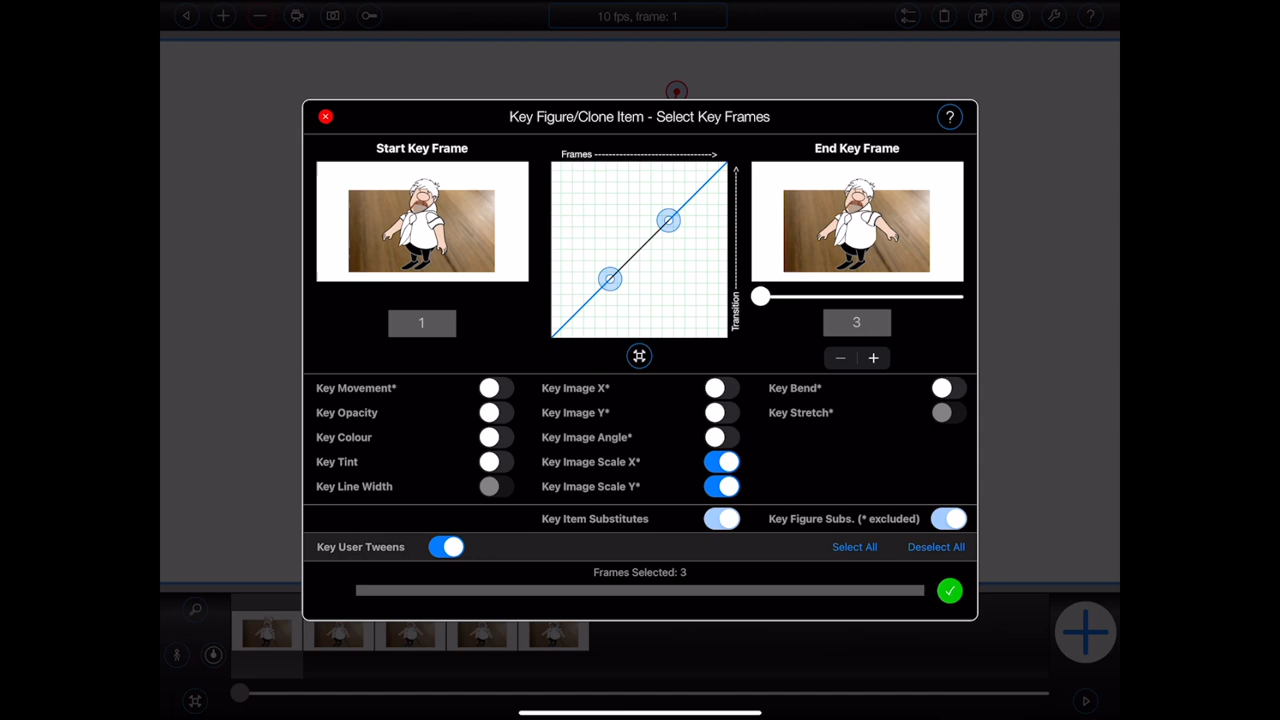 10 fps, frame: 1
?
Key Figure/Clone Item - Select Key Frames
?
Start Key Frame
Frames
End Key Frame
Transition
1
3
Key Movement*
Key Image X*
Key Bend*
Key Opacity
Key Image Y*
Key Stretch*
Key Colour
Key Image Angle*
Key Tint
Key Image Scale X*
Key Line Width
Key Image Scale Y*
Key Item Substitutes
Key Figure Subs. (* excluded)
Key User Tweens
Select All
Deselect All
Frames Selected: 3